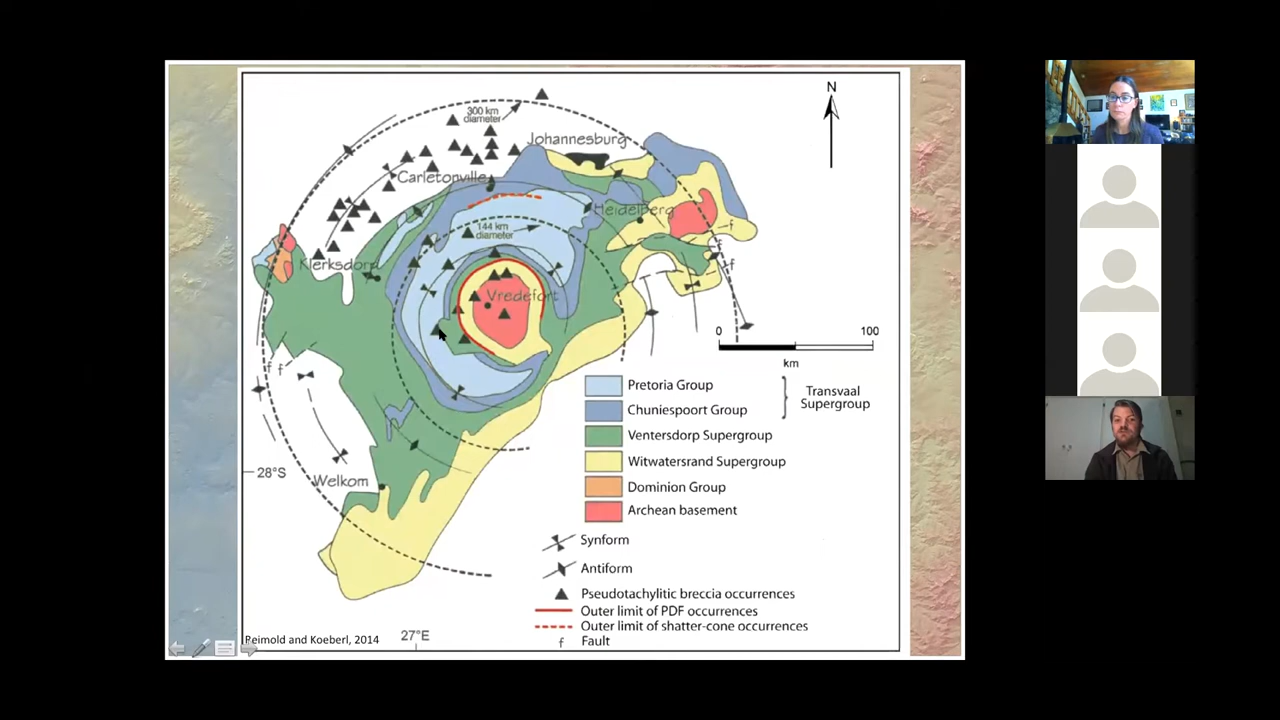 300 km
diameter
N
Johannesburg
Carletonville
Heidelberg
144 km
diameter
f
f
f
Klerksdorp
Vredefort
0 100
km
f f
Pretoria Group
Chuniespoort Group
Transvaal
Supergroup
Ventersdorp Supergroup
Witwatersrand Supergroup
28°S
Welkom
Dominion Group
Archean basement
Synform
Antiform
Pseudotachylitic breccia occurrences
Outer limit of PDF occurrences
Outer limit of shatter-cone occurrences
f Fault
Reimold and Koeberl, 2014
27°E